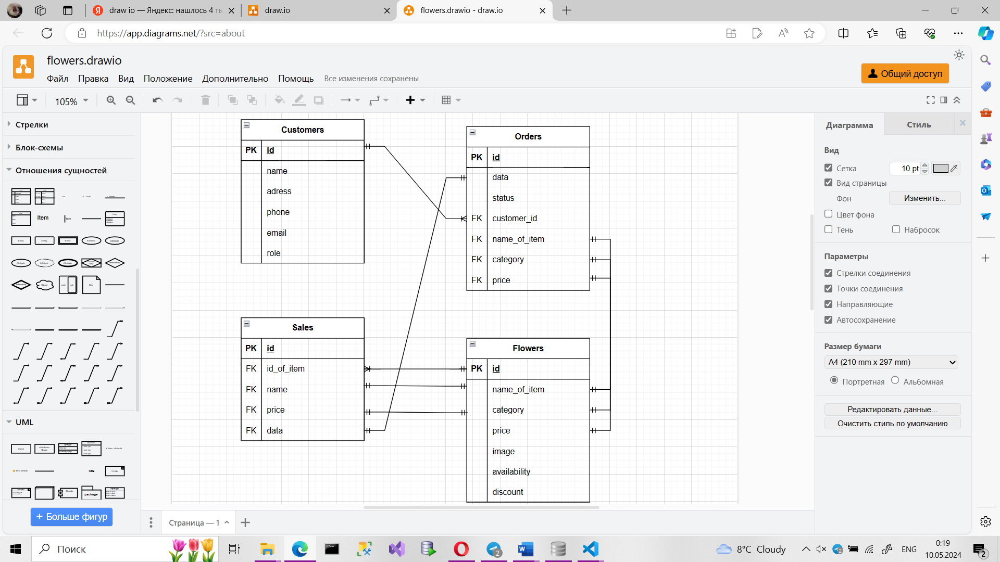 draw io — Яндекс: нашлось 4 ты
draw.io
flowers.drawio - draw.io
https://app.diagrams.net/?src=about
flowers.drawio
Файл Правка Вид Положение Дополнительно Помощь Все изменения сохранены
Общий доступ
105%
Стрелки
Блок-схемы
Отношения сущностей
Item
UML
Title
package
+ Больше фигур
Customers
PK id
name
adress
phone
email
role
Orders
PK id
data
status
FK customer_id
FK name_of_item
FK category
FK price
Sales
PK id
FK id_of_item
FK name
FK price
FK data
Flowers
PK id
name_of_item
category
price
image
availability
discount
Диаграмма
Стиль
Вид
Сетка 10 pt
Вид страницы
Фон Изменить...
Цвет фона
Тень Набросок
Параметры
Стрелки соединения
Точки соединения
Направляющие
Автосохранение
Размер бумаги
A4 (210 mm x 297 mm)
Портретная Альбомная
Редактировать данные...
Очистить стиль по умолчанию
Страница — 1
Поиск
8°C Cloudy
ENG
0:19
10.05.2024
2
2
2